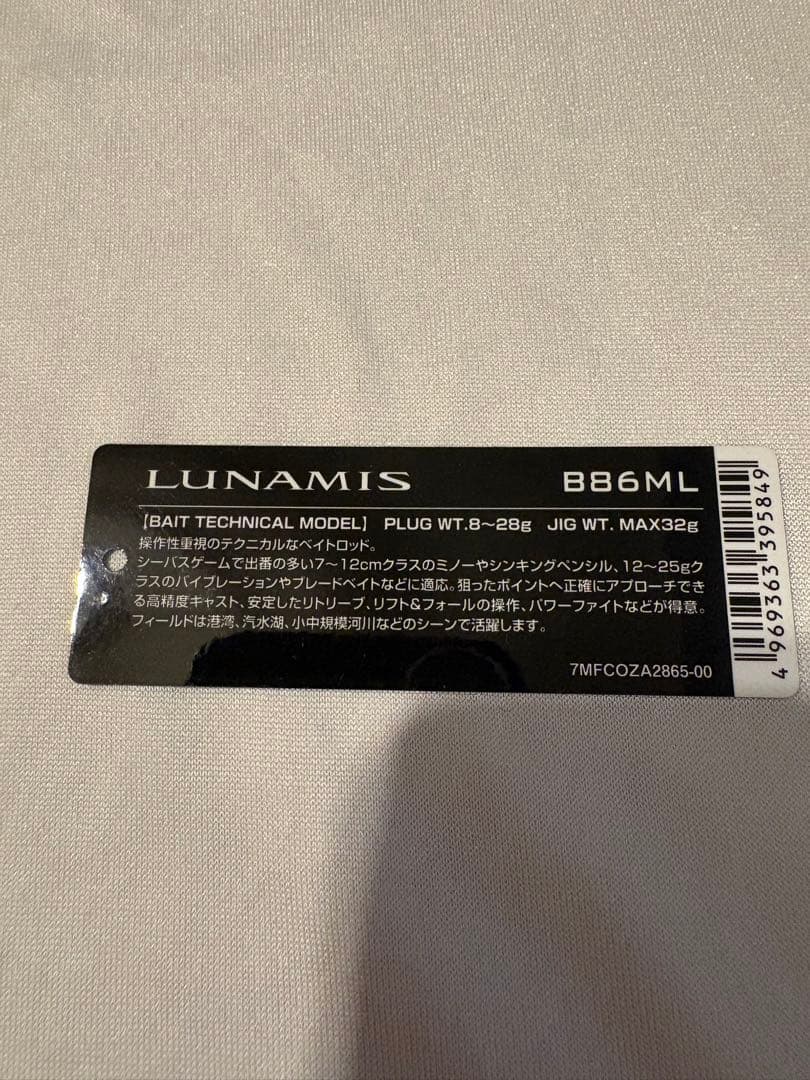 LUNAMIS B86ML
[BAIT TECHNICAL MODEL] PLUG WT.8〜28g JIG WT. MAX32g
操作性重視のテクニカルなベイトロッド。
シーバスゲームで出番の多い7〜12cmクラスのミノーやシンキングペンシル、12〜25gク
ラスのバイブレーションやブレードベイトなどに適応。狙ったポイントへ正確にアプローチでき
る高精度キャスト、安定したリトリーブ、リフト&フォールの操作、パワーファイトなどが得意。
フィールドは港湾、汽水湖、小中規模河川などのシーンで活躍します。
7MFCOZA2865-00
4 969363 395849